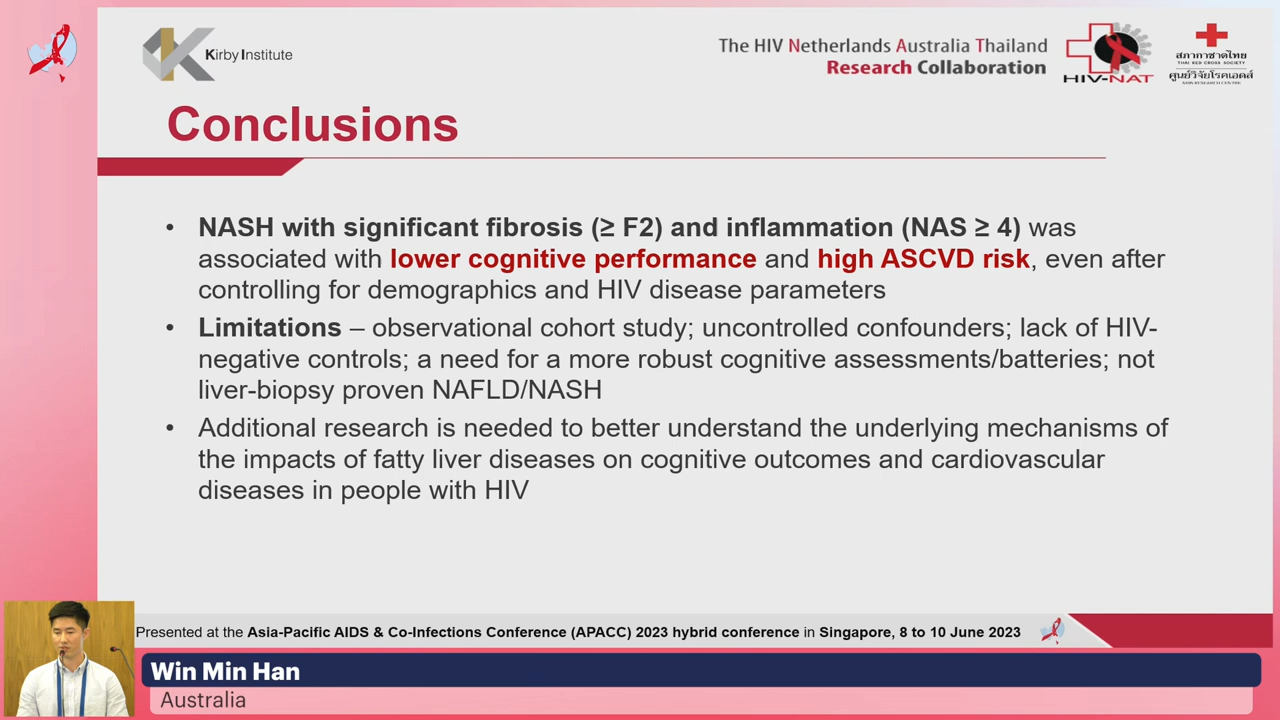 Kirby Institute
The HIV Netherlands Australia Thailand
Research Collaboration
HIV-NAT
สภากาชาดไทย
THAI RED CROSS SOCIETY
ศูนย์วิจัยโรคเอดส์
AIDS RESEARCH CENTRE
Conclusions
• NASH with significant fibrosis (≥ F2) and inflammation (NAS ≥ 4) was
associated with lower cognitive performance and high ASCVD risk, even after
controlling for demographics and HIV disease parameters
• Limitations – observational cohort study; uncontrolled confounders; lack of HIV-
negative controls; a need for a more robust cognitive assessments/batteries; not
liver-biopsy proven NAFLD/NASH
• Additional research is needed to better understand the underlying mechanisms of
the impacts of fatty liver diseases on cognitive outcomes and cardiovascular
diseases in people with HIV
Presented at the Asia-Pacific AIDS & Co-Infections Conference (APACC) 2023 hybrid conference in Singapore, 8 to 10 June 2023
Win Min Han
Australia